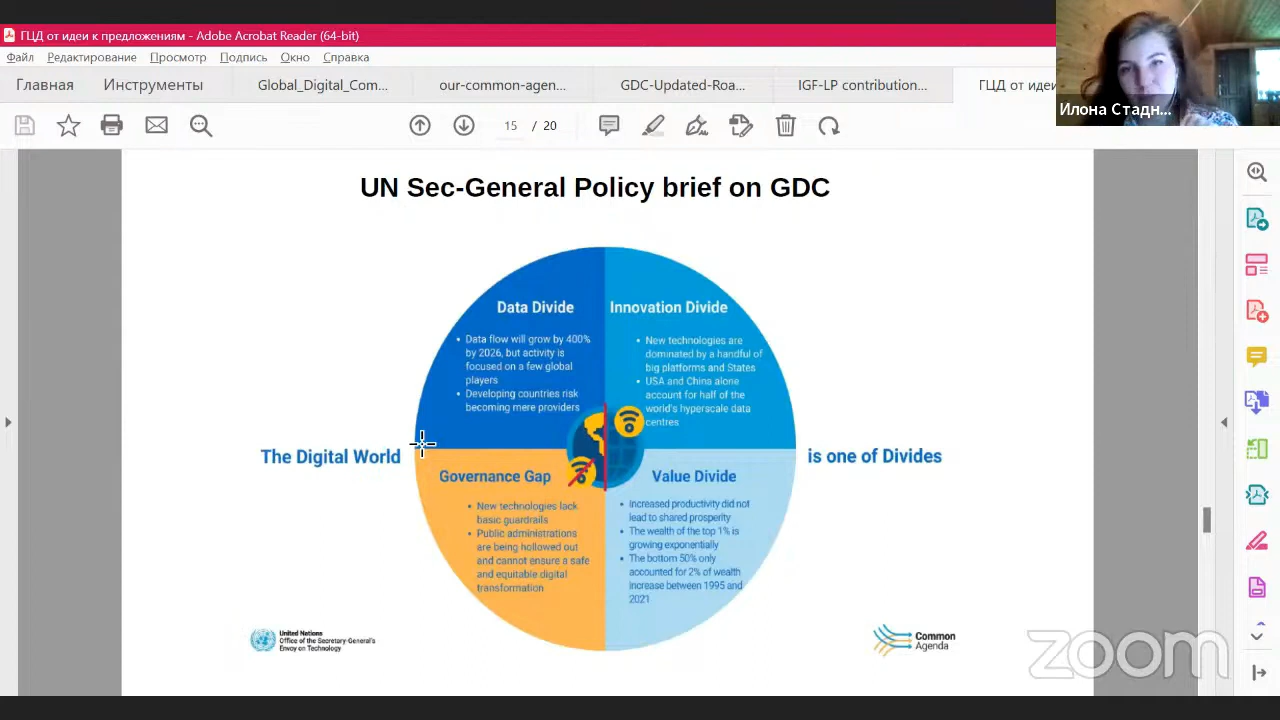 ГЦД от идеи к предложениям - Adobe Acrobat Reader (64-bit)
Файл Редактирование Просмотр Подпись Окно Справка
Главная Инструменты Global_Digital_Com... our-common-agen... GDC-Updated-Roa... IGF-LP contribution... ГЦД от иде
Илона Стадн...
15 / 20
UN Sec-General Policy brief on GDC
Data Divide
Data flow will grow by 400%
by 2026, but activity is
focused on a few global
players
Developing countries risk
becoming mere providers
Innovation Divide
New technologies are
dominated by a handful of
big platforms and States
USA and China alone
account for half of the
world's hyperscale data
centres
The Digital World
is one of Divides
Governance Gap
New technologies lack
basic guardrails
Public administrations
are being hollowed out
and cannot ensure a safe
and equitable digital
transformation
Value Divide
Increased productivity did not
lead to shared prosperity
The wealth of the top 1% is
growing exponentially
The bottom 50% only
accounted for 2% of wealth
increase between 1995 and
2021
United Nations
Office of the Secretary-General's
Envoy on Technology
Common
Agenda
zoom